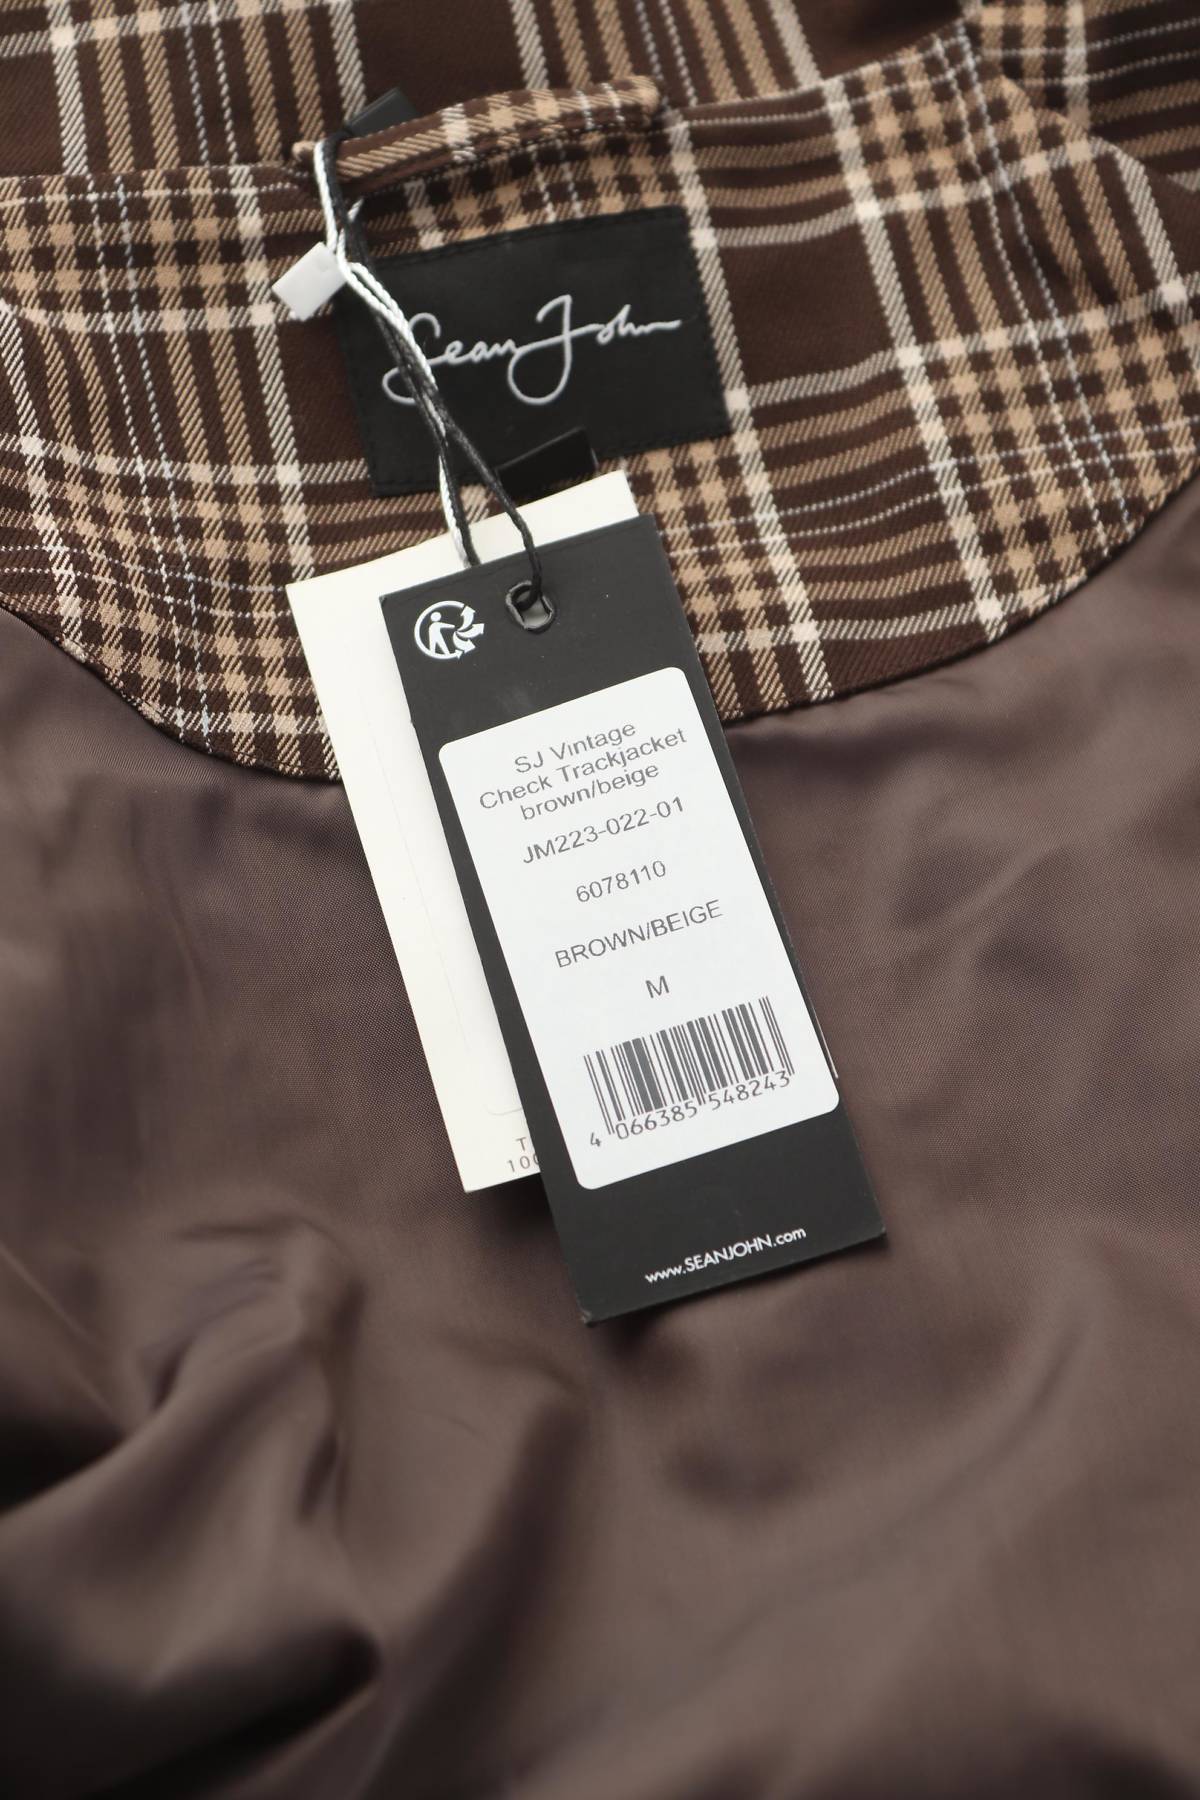 Sean John
SJ Vintage
Check Trackjacket
brown/beige
JM223-022-01
6078110
BROWN/BEIGE
M
4 066385 548243
www.SEANJOHN.com